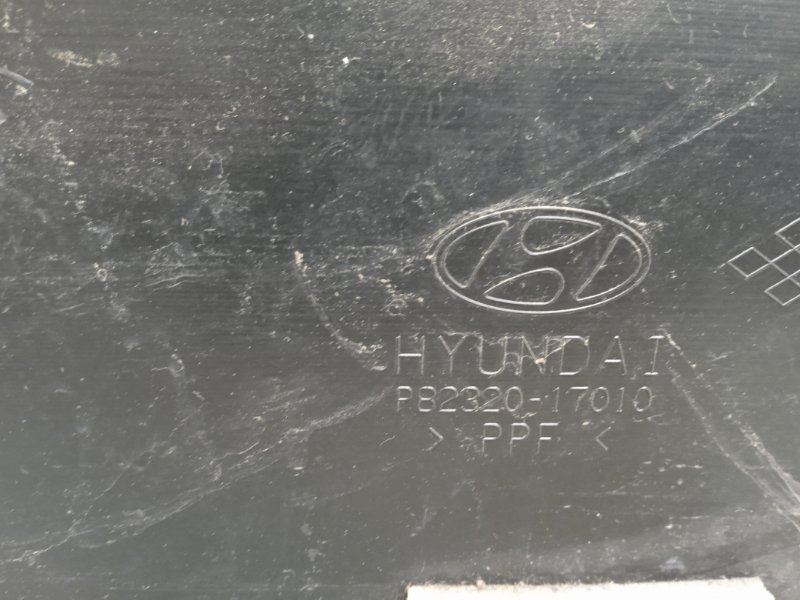 HYUNDAI
P82320-17010
> PPF <